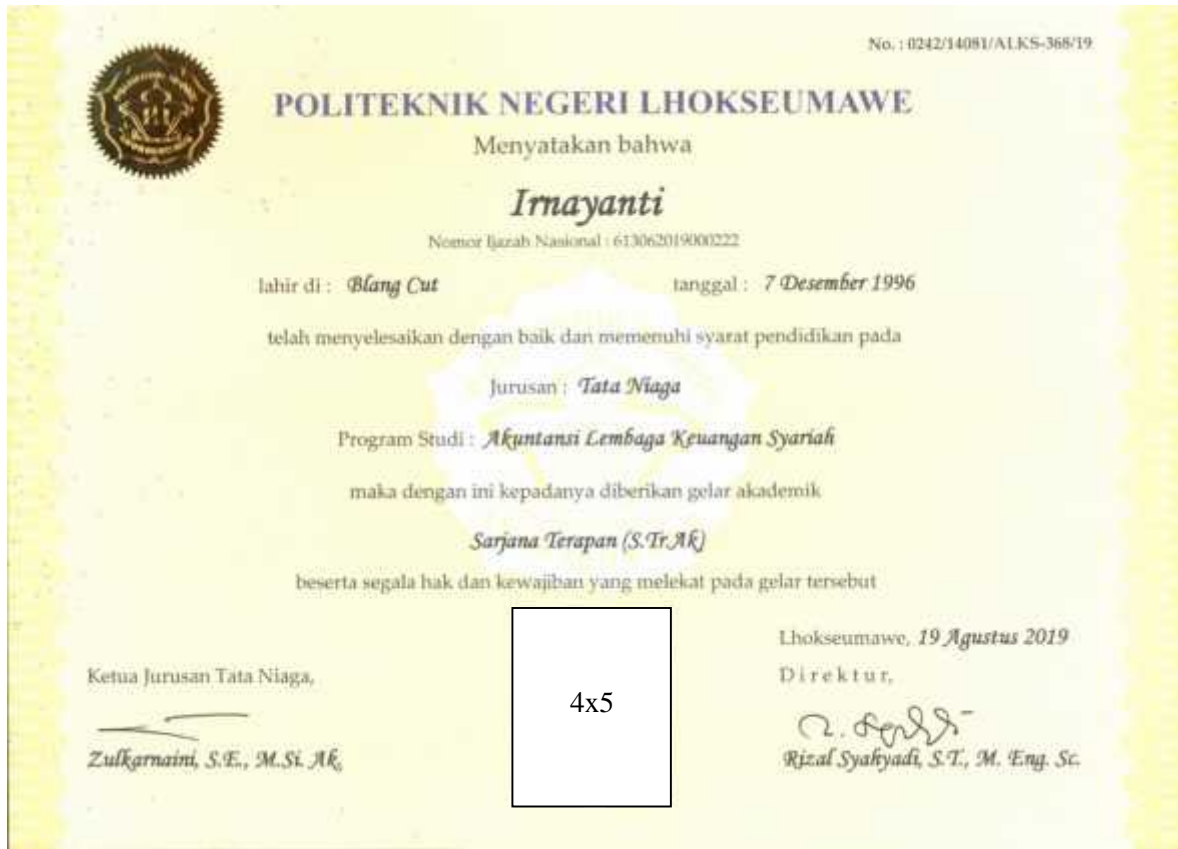 No. : 0242/14081/ALKS-368/19
POLITEKNIK NEGERI LHOKSEUMAWE
Menyatakan bahwa
Irnayanti
Nomor Ijazah Nasional : 613062019000222
lahir di : Blang Cut tanggal : 7 Desember 1996
telah menyelesaikan dengan baik dan memenuhi syarat pendidikan pada
Jurusan : Tata Niaga
Program Studi : Akuntansi Lembaga Keuangan Syariah
maka dengan ini kepadanya diberikan gelar akademik
Sarjana Terapan (S.Tr.Ak)
beserta segala hak dan kewajiban yang melekat pada gelar tersebut
Lhokseumawe, 19 Agustus 2019
Ketua Jurusan Tata Niaga,
Direktur,
4x5
Zulkarnaini, S.E., M.Si. Ak,
Rizal Syahyadi, S.T., M. Eng. Sc.